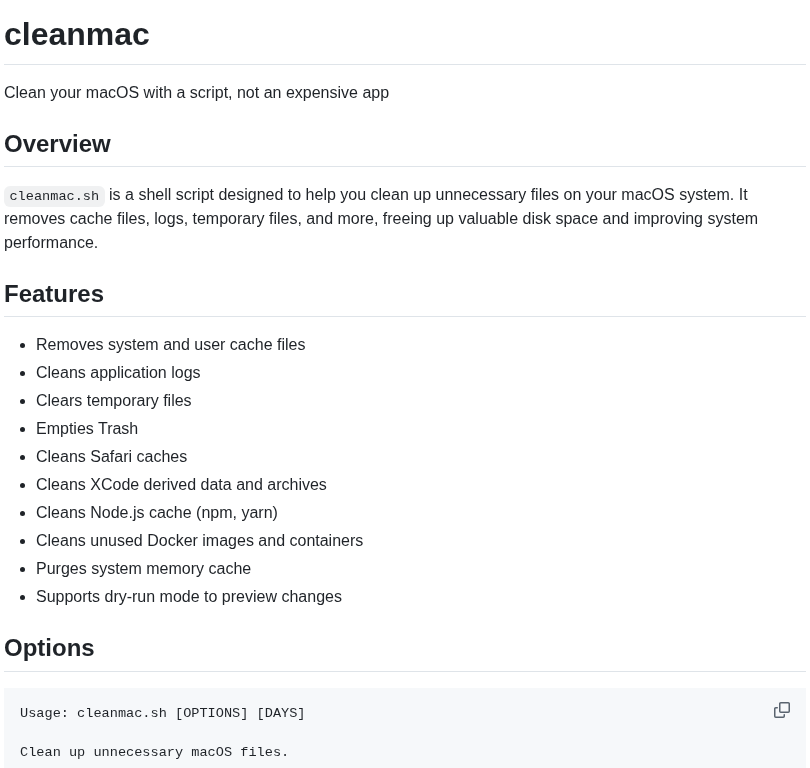 cleanmac
Clean your macOS with a script, not an expensive app
Overview
cleanmac.sh is a shell script designed to help you clean up unnecessary files on your macOS system. It
removes cache files, logs, temporary files, and more, freeing up valuable disk space and improving system
performance.
Features
Removes system and user cache files
Cleans application logs
Clears temporary files
Empties Trash
Cleans Safari caches
Cleans XCode derived data and archives
Cleans Node.js cache (npm, yarn)
Cleans unused Docker images and containers
Purges system memory cache
Supports dry-run mode to preview changes
Options
Usage: cleanmac.sh [OPTIONS] [DAYS]
Clean up unnecessary macOS files.